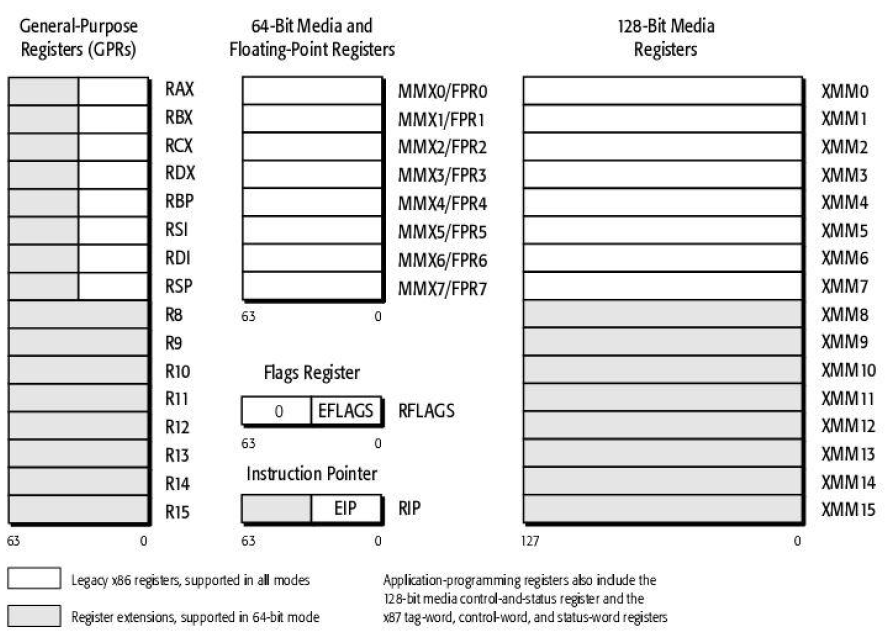 General-Purpose
Registers (GPRs)
RAX
RBX
RCX
RDX
RBP
RSI
RDI
RSP
R8
R9
R10
R11
R12
R13
R14
R15
63 0
64-Bit Media and
Floating-Point Registers
MMX0/FPR0
MMX1/FPR1
MMX2/FPR2
MMX3/FPR3
MMX4/FPR4
MMX5/FPR5
MMX6/FPR6
MMX7/FPR7
63 0
Flags Register
0 EFLAGS RFLAGS
63 0
Instruction Pointer
EIP RIP
63 0
128-Bit Media
Registers
XMM0
XMM1
XMM2
XMM3
XMM4
XMM5
XMM6
XMM7
XMM8
XMM9
XMM10
XMM11
XMM12
XMM13
XMM14
XMM15
127 0
Legacy x86 registers, supported in all modes
Register extensions, supported in 64-bit mode
Application-programming registers also include the
128-bit media control-and-status register and the
x87 tag-word, control-word, and status-word registers